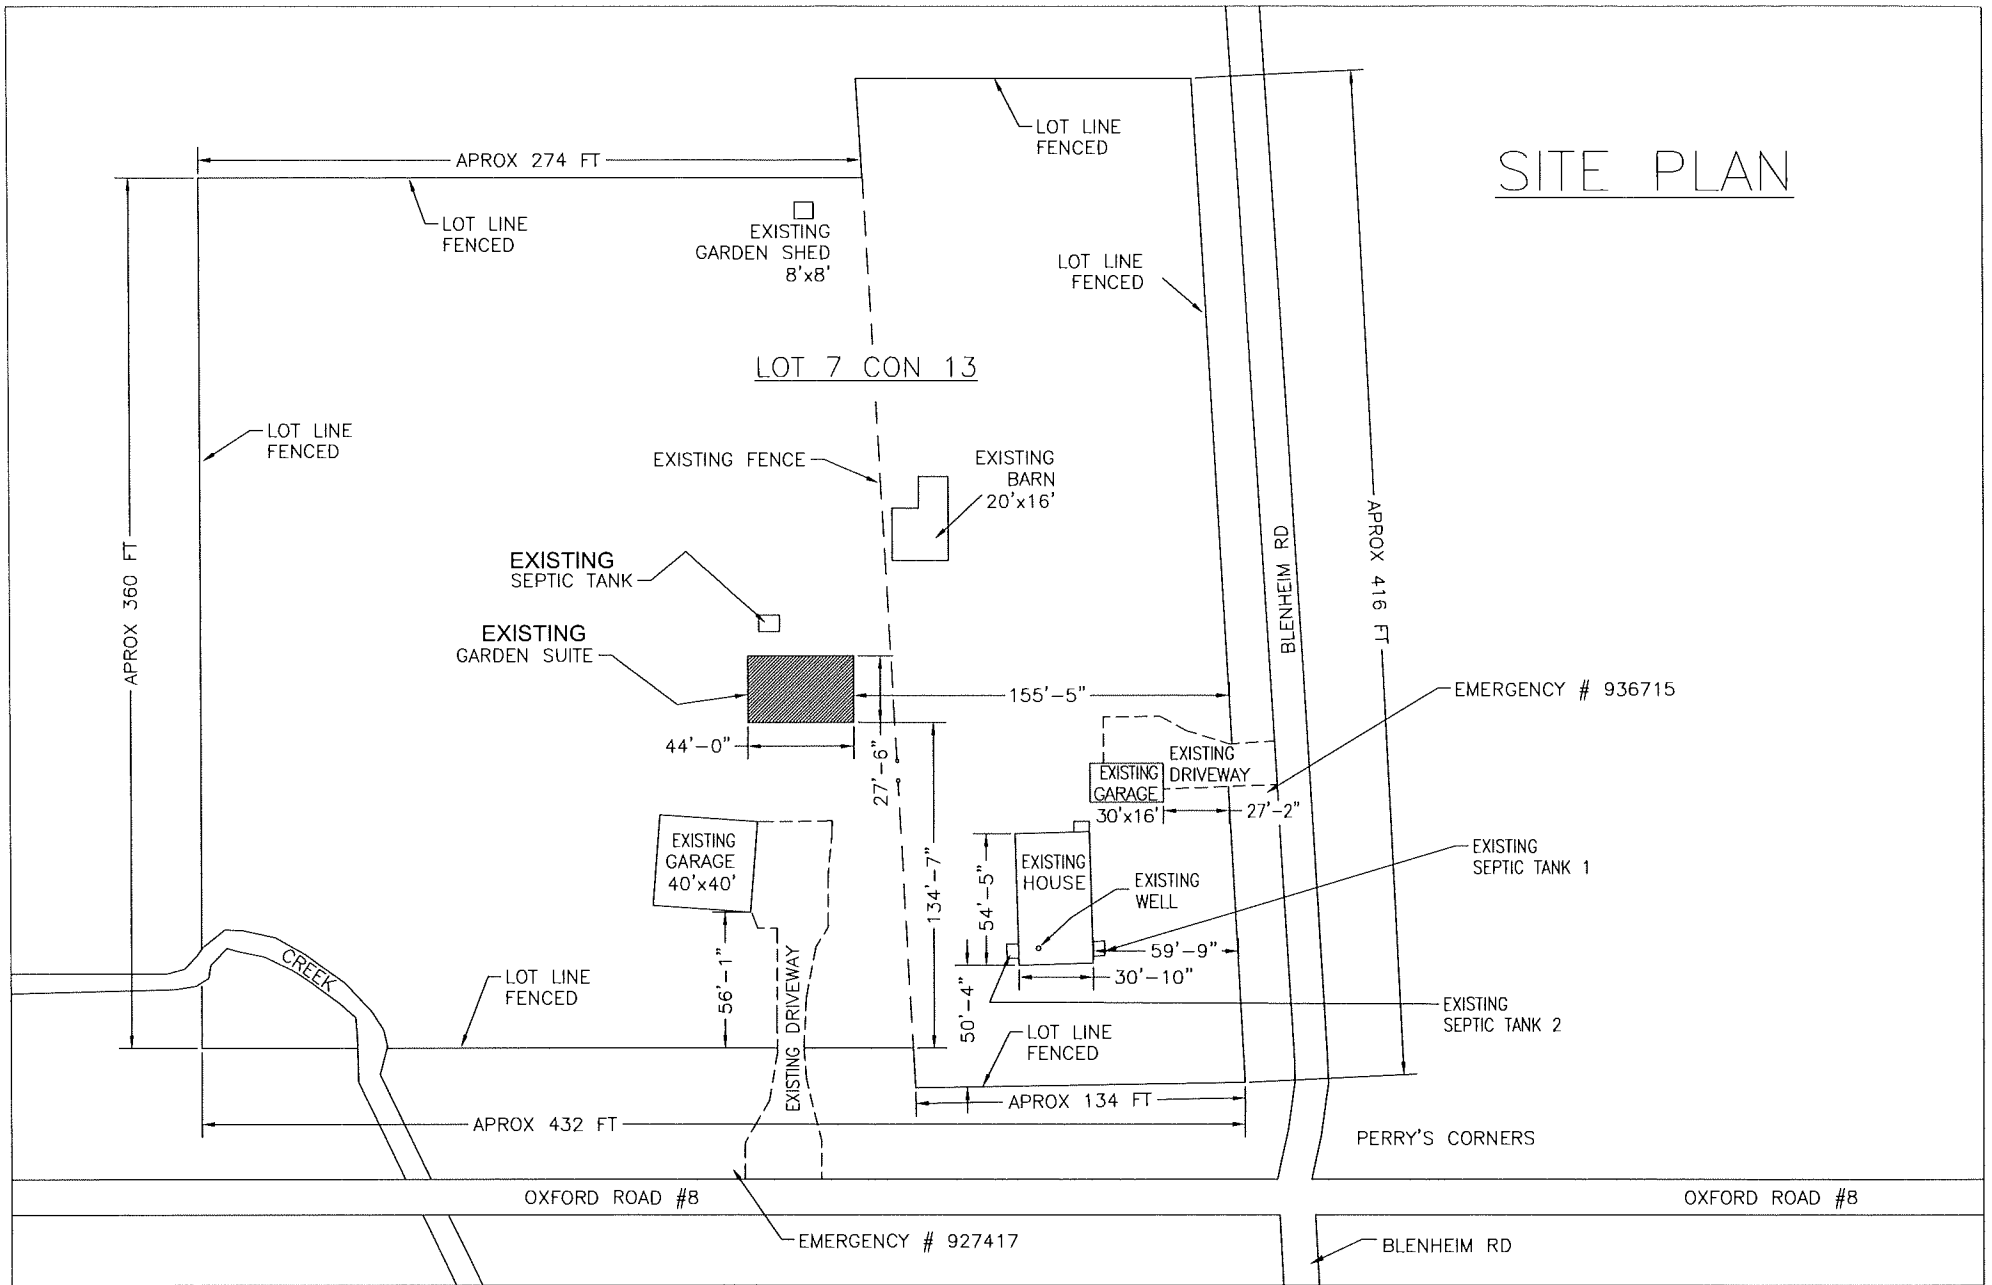 SITE PLAN
LOT LINE
FENCED
APROX 274 FT
LOT LINE
FENCED
EXISTING
GARDEN SHED
8'x8'
LOT LINE
FENCED
LOT 7 CON 13
LOT LINE
FENCED
EXISTING FENCE
EXISTING
BARN
20'x16'
APROX 416 FT
BLENHEIM RD
APROX 360 FT
EXISTING
SEPTIC TANK
EXISTING
GARDEN SUITE
155'-5"
EMERGENCY # 936715
44'-0"
27'-6"
EXISTING
DRIVEWAY
EXISTING
GARAGE
30'x16'
27'-2"
EXISTING
GARAGE
40'x40'
134'-7"
54'-5"
EXISTING
HOUSE
EXISTING
WELL
EXISTING
SEPTIC TANK 1
59'-9"
30'-10"
CREEK
LOT LINE
FENCED
56'-1"
EXISTING DRIVEWAY
50'-4"
LOT LINE
FENCED
EXISTING
SEPTIC TANK 2
APROX 134 FT
APROX 432 FT
PERRY'S CORNERS
OXFORD ROAD #8
OXFORD ROAD #8
EMERGENCY # 927417
BLENHEIM RD